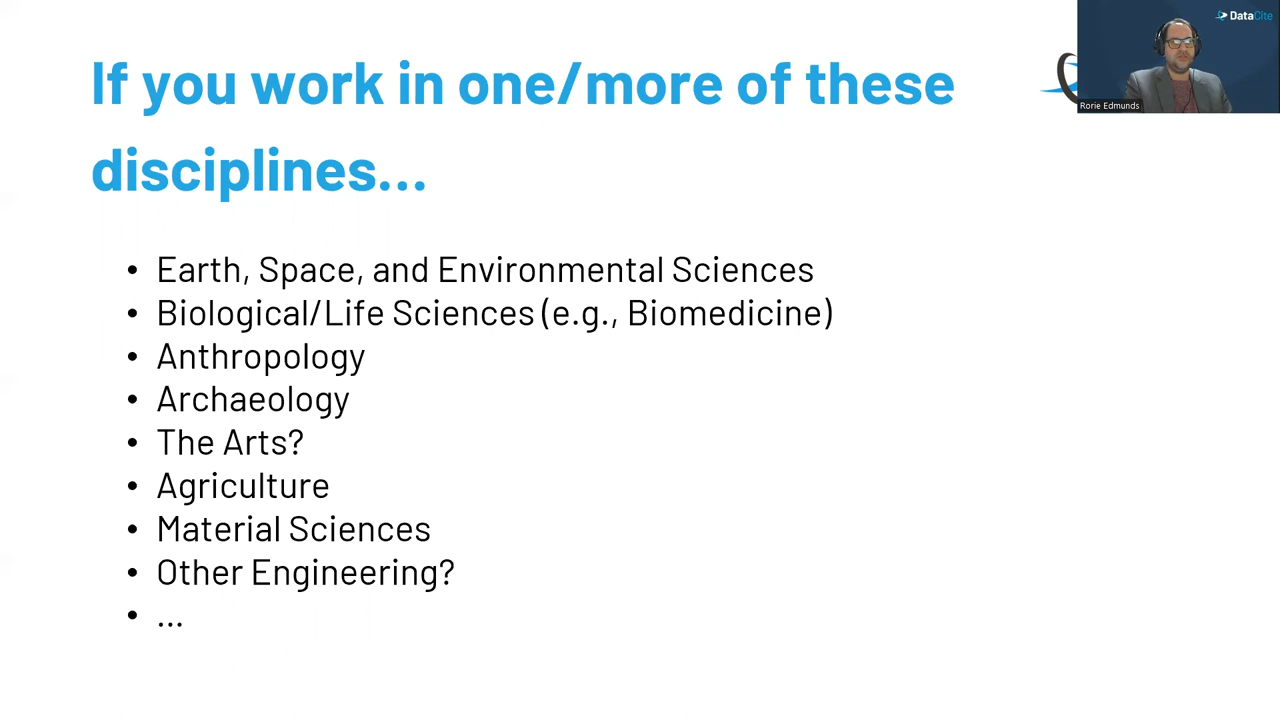 If you work in one/more of these
disciplines...
DataCite
Rorie Edmunds
• Earth, Space, and Environmental Sciences
• Biological/Life Sciences (e.g., Biomedicine)
• Anthropology
• Archaeology
• The Arts?
• Agriculture
• Material Sciences
• Other Engineering?
• ...